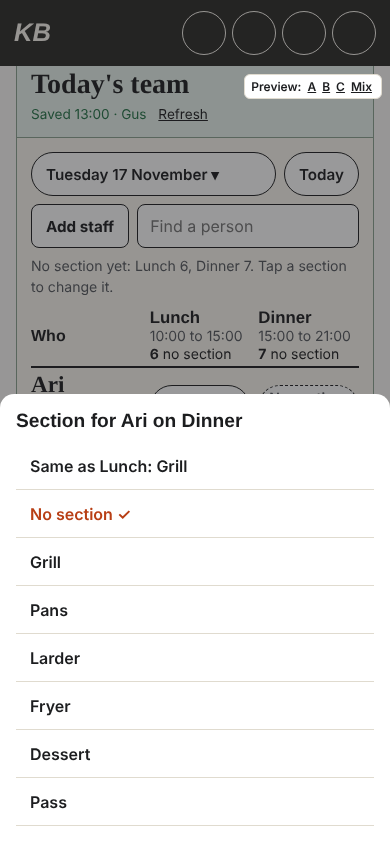 KB
Today's team
Preview: A B C Mix
Saved 13:00 · Gus Refresh
Tuesday 17 November ▾ Today
Add staff Find a person
No section yet: Lunch 6, Dinner 7. Tap a section
to change it.
Who Lunch Dinner
10:00 to 15:00 15:00 to 21:00
6 no section 7 no section
Ari
Section for Ari on Dinner
Same as Lunch: Grill
No section ✓
Grill
Pans
Larder
Fryer
Dessert
Pass